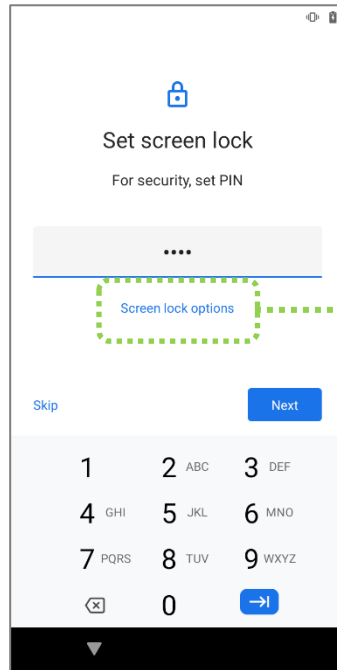 Set screen lock
For security, set PIN
••••
Screen lock options
Skip Next
1 2 ABC 3 DEF
4 GHI 5 JKL 6 MNO
7 PQRS 8 TUV 9 WXYZ
0